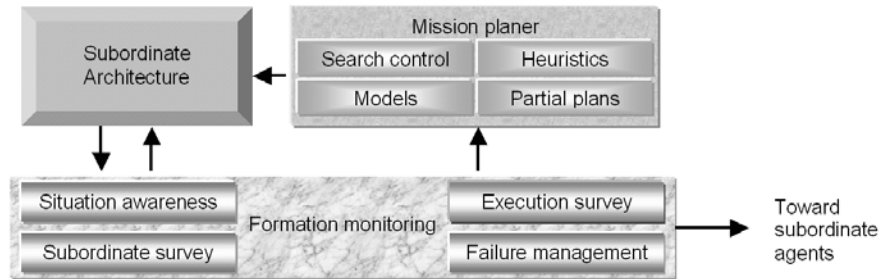 Subordinate
Architecture
Mission planer
Search control
Heuristics
Models
Partial plans
Situation awareness
Subordinate survey
Formation monitoring
Execution survey
Failure management
Toward
subordinate
agents